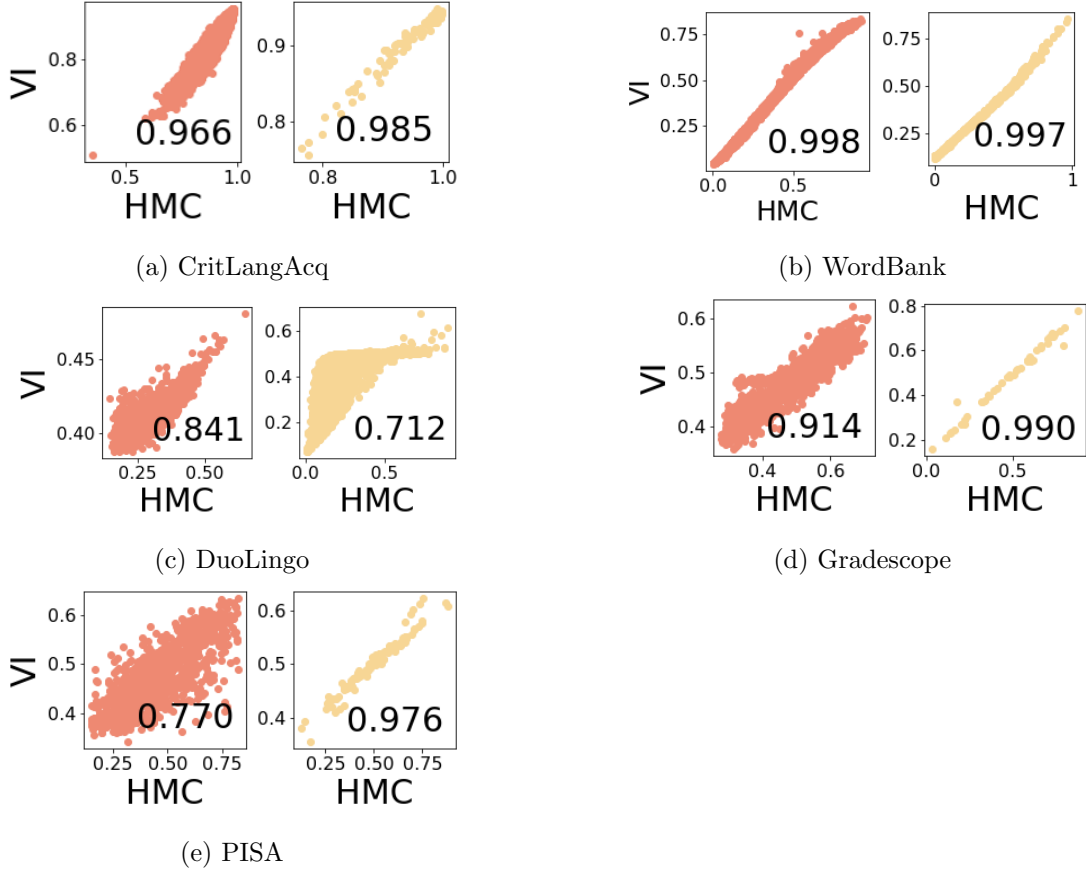 VI
0.8
0.6
0.966
0.5
1.0
HMC
0.9
0.8
0.985
0.8
1.0
HMC
(a) CritLangAcq
VI
0.75
0.50
0.25
0.998
0.0
0.5
HMC
0.75
0.50
0.25
0.997
0
1
HMC
(b) WordBank
VI
0.45
0.40
0.841
0.25
0.50
HMC
0.6
0.4
0.2
0.712
0.0
0.5
HMC
(c) DuoLingo
VI
0.6
0.5
0.4
0.914
0.4
0.6
HMC
0.8
0.6
0.4
0.2
0.990
0.0
0.5
HMC
(d) Gradescope
VI
0.6
0.5
0.4
0.770
0.25 0.50 0.75
HMC
0.6
0.5
0.4
0.976
0.25 0.50 0.75
HMC
(e) PISA